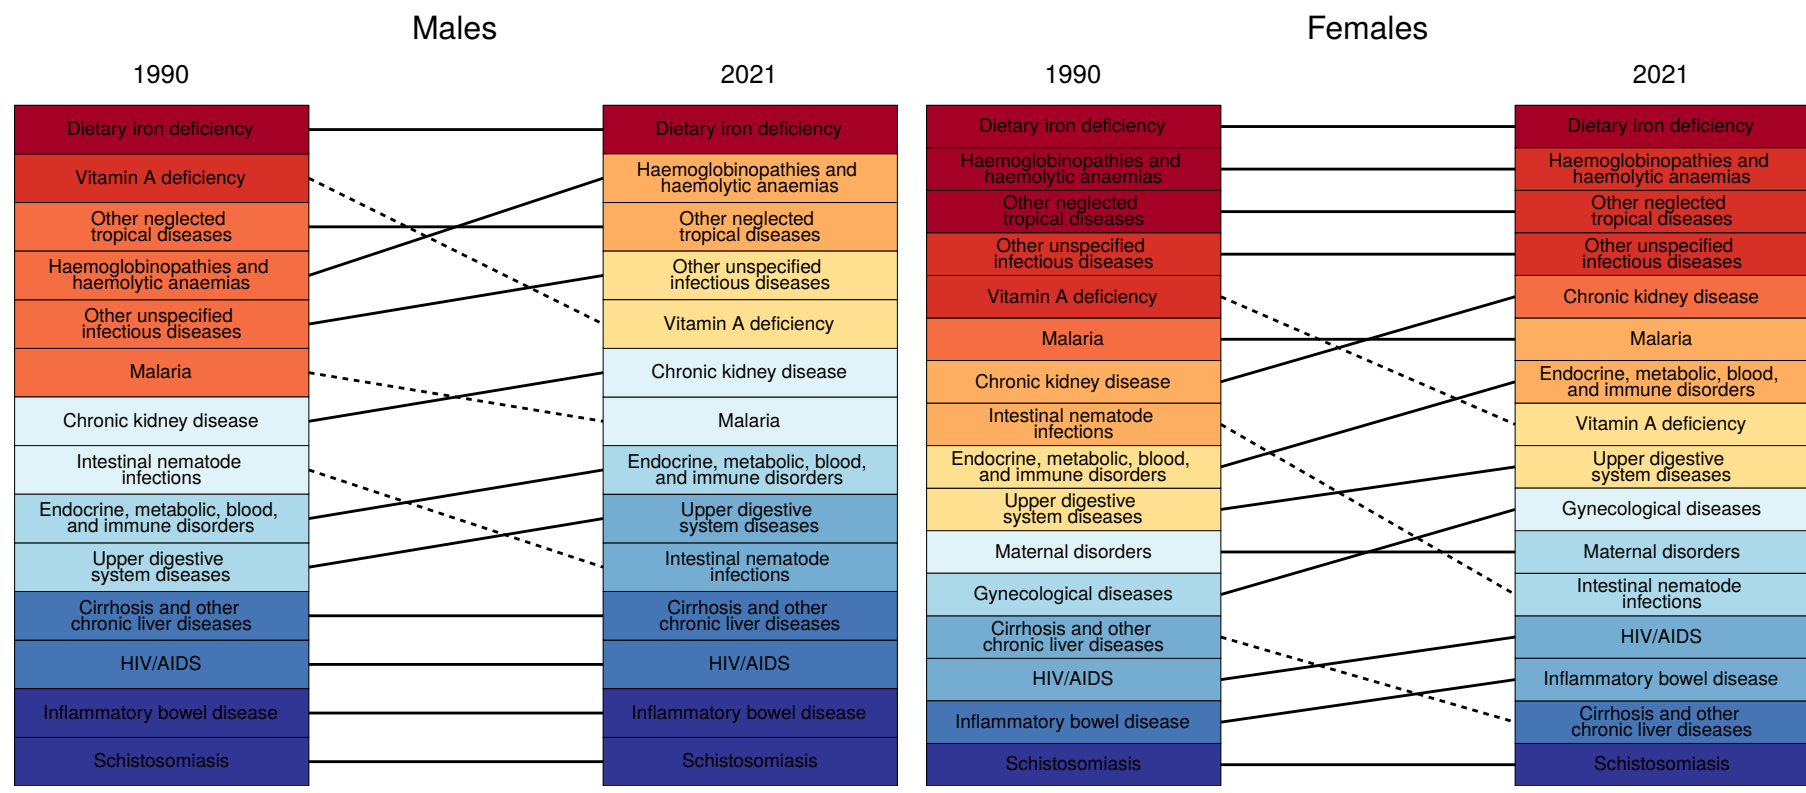 Males
1990
2021
Dietary iron deficiency
Vitamin A deficiency
Other neglected
tropical diseases
Haemoglobinopathies and
haemolytic anaemias
Other unspecified
infectious diseases
Malaria
Chronic kidney disease
Intestinal nematode
infections
Endocrine, metabolic, blood,
and immune disorders
Upper digestive
system diseases
Cirrhosis and other
chronic liver diseases
HIV/AIDS
Inflammatory bowel disease
Schistosomiasis
Dietary iron deficiency
Haemoglobinopathies and
haemolytic anaemias
Other neglected
tropical diseases
Other unspecified
infectious diseases
Vitamin A deficiency
Chronic kidney disease
Malaria
Endocrine, metabolic, blood,
and immune disorders
Upper digestive
system diseases
Intestinal nematode
infections
Cirrhosis and other
chronic liver diseases
HIV/AIDS
Inflammatory bowel disease
Schistosomiasis
Females
1990
2021
Dietary iron deficiency
Haemoglobinopathies and
haemolytic anaemias
Other neglected
tropical diseases
Other unspecified
infectious diseases
Vitamin A deficiency
Malaria
Chronic kidney disease
Intestinal nematode
infections
Endocrine, metabolic, blood,
and immune disorders
Upper digestive
system diseases
Maternal disorders
Gynecological diseases
Cirrhosis and other
chronic liver diseases
HIV/AIDS
Inflammatory bowel disease
Schistosomiasis
Dietary iron deficiency
Haemoglobinopathies and
haemolytic anaemias
Other neglected
tropical diseases
Other unspecified
infectious diseases
Chronic kidney disease
Malaria
Endocrine, metabolic, blood,
and immune disorders
Vitamin A deficiency
Upper digestive
system diseases
Gynecological diseases
Maternal disorders
Intestinal nematode
infections
HIV/AIDS
Inflammatory bowel disease
Cirrhosis and other
chronic liver diseases
Schistosomiasis